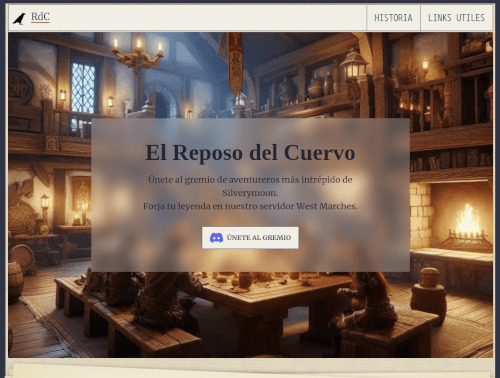 RdC
HISTORIA
LINKS UTILES
El Reposo del Cuervo
Únete al gremio de aventureros más intrépido de
Silverymoon.
Forja tu leyenda en nuestro servidor West Marches.
ÚNETE AL GREMIO